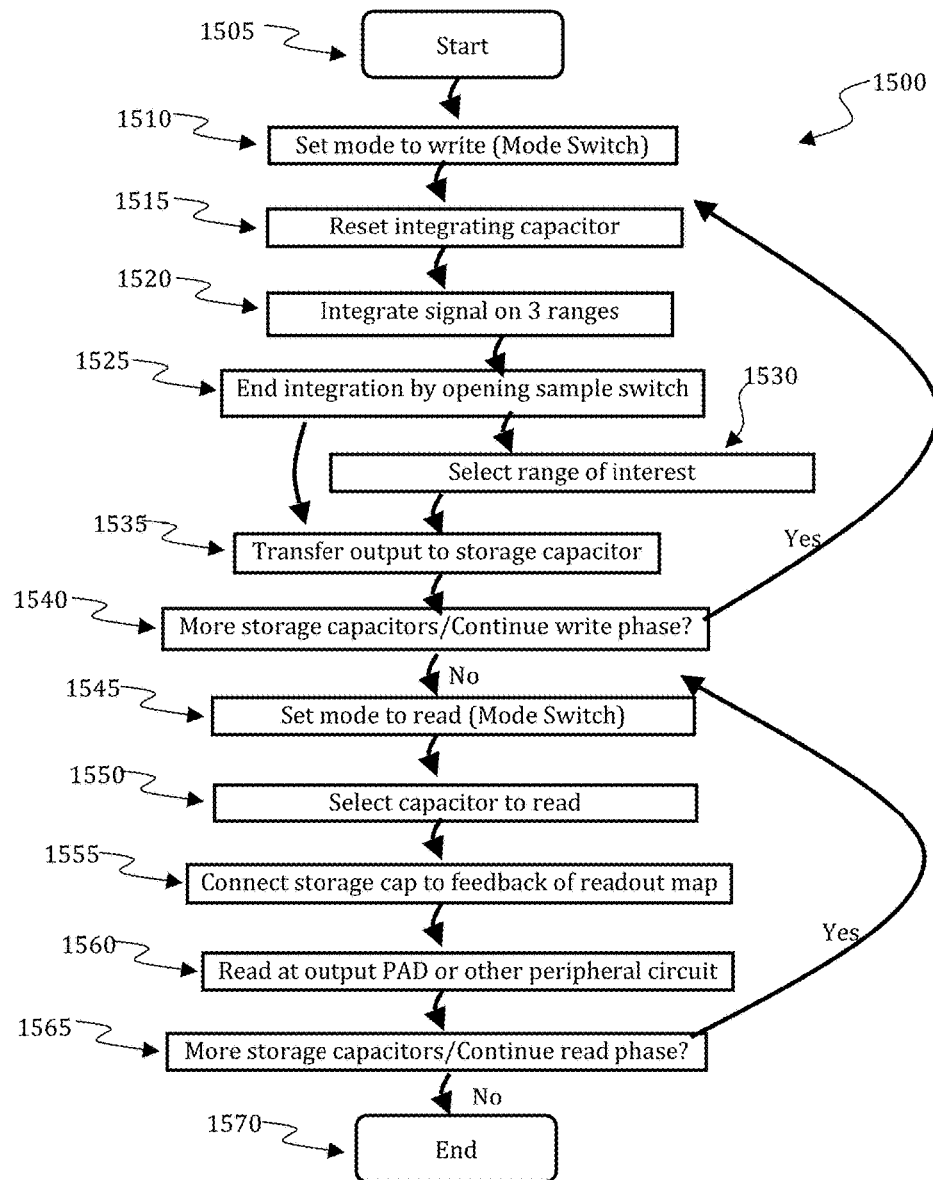 1505
Start
1500
1510
Set mode to write (Mode Switch)
1515
Reset integrating capacitor
1520
Integrate signal on 3 ranges
1525
End integration by opening sample switch
1530
Select range of interest
1535
Transfer output to storage capacitor
Yes
1540
More storage capacitors/Continue write phase?
No
1545
Set mode to read (Mode Switch)
1550
Select capacitor to read
1555
Connect storage cap to feedback of readout map
Yes
1560
Read at output PAD or other peripheral circuit
1565
More storage capacitors/Continue read phase?
No
1570
End